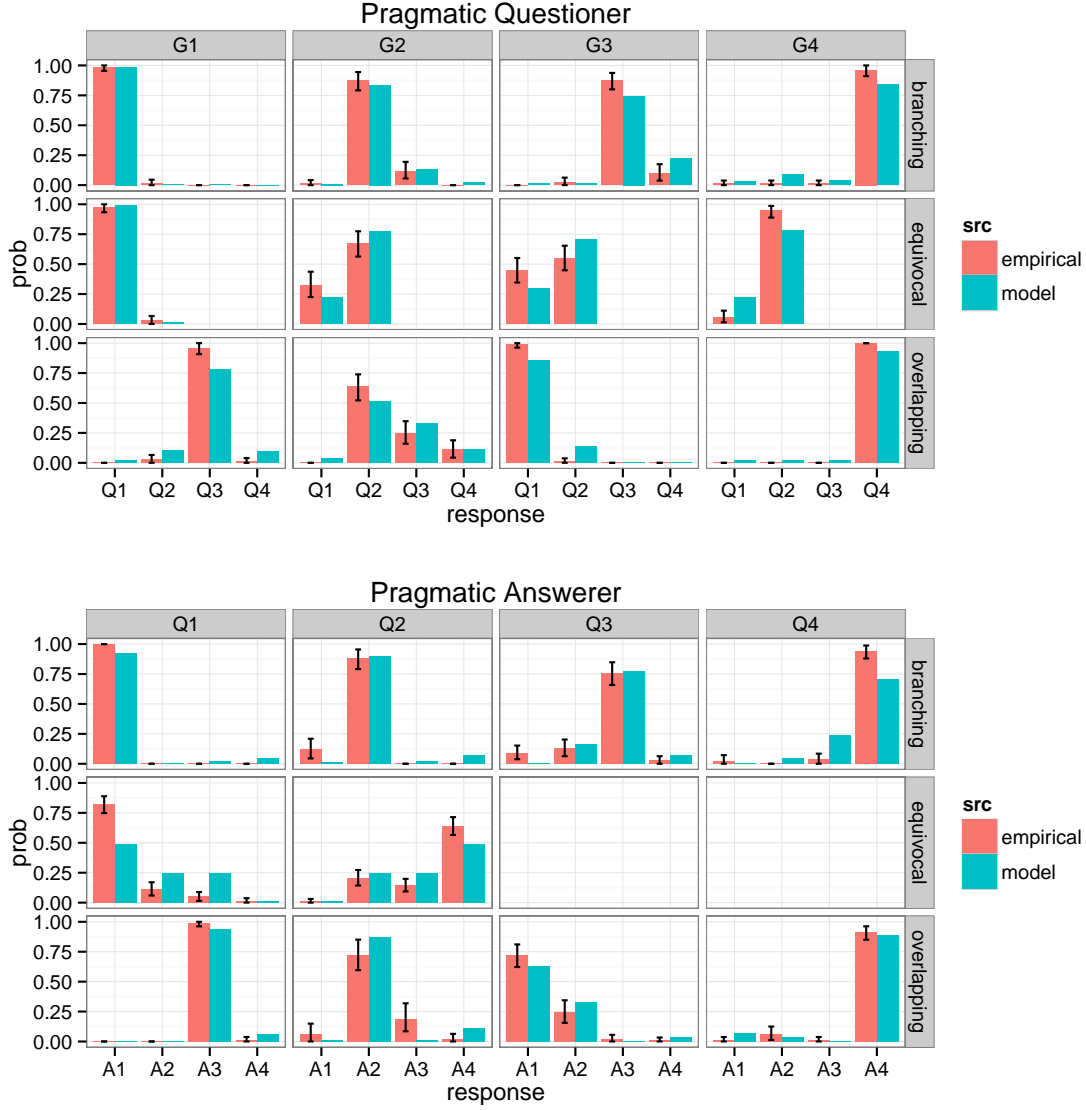 Pragmatic Questioner
G1 G2 G3 G4
1.00
0.75
0.50
0.25
0.00
branching
1.00
0.75
0.50
0.25
0.00
equivocal
1.00
0.75
0.50
0.25
0.00
overlapping
prob
Q1 Q2 Q3 Q4 Q1 Q2 Q3 Q4 Q1 Q2 Q3 Q4 Q1 Q2 Q3 Q4
response
src
empirical
model
Pragmatic Answerer
Q1 Q2 Q3 Q4
1.00
0.75
0.50
0.25
0.00
branching
1.00
0.75
0.50
0.25
0.00
equivocal
1.00
0.75
0.50
0.25
0.00
overlapping
prob
A1 A2 A3 A4 A1 A2 A3 A4 A1 A2 A3 A4 A1 A2 A3 A4
response
src
empirical
model